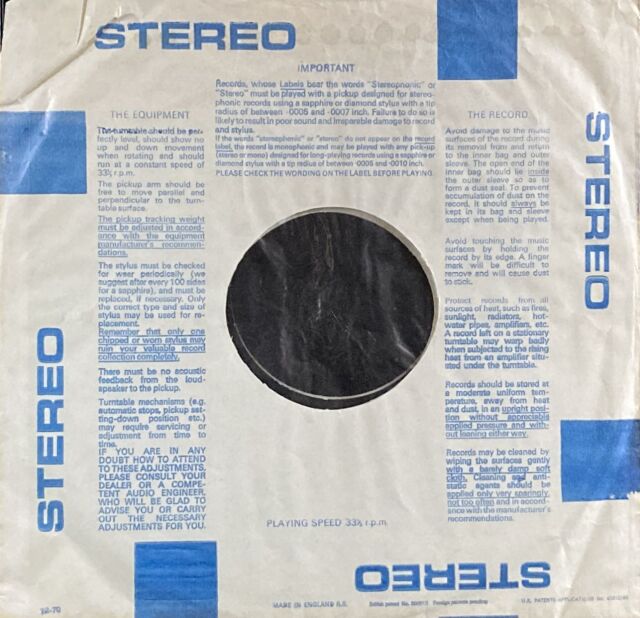 STEREO
IMPORTANT
Records, whose Labels bear the words "Stereophonic" or
"Stereo" must be played with a pickup designed for stereo-
phonic records using a sapphire or diamond stylus with a tip
radius of between ·0005 and ·0007 inch. Failure to do so is
likely to result in poor sound and irreparable damage to record
and stylus.
If the words "stereophonic" or "stereo" do not appear on the record
label, the record is monophonic and may be played with any pick-up
(stereo or mono) designed for long-playing records using a sapphire or
diamond stylus with a tip radius of between ·0005 and ·0010 inch.
PLEASE CHECK THE WORDING ON THE LABEL BEFORE PLAYING.
THE EQUIPMENT
The turntable should be per-
fectly level, should show no
up and down movement
when rotating and should
run at a constant speed of
33⅓ r.p.m.
The pickup arm should be
free to move parallel and
perpendicular to the turn-
table surface.
The pickup tracking weight
must be adjusted in accord-
ance with the equipment
manufacturer's recommen-
dations.
The stylus must be checked
for wear periodically (we
suggest after every 100 sides
for a sapphire), and must be
replaced, if necessary. Only
the correct type and size of
stylus may be used for re-
placement.
Remember that only one
chipped or worn stylus may
ruin your valuable record
collection completely.
There must be no acoustic
feedback from the loud-
speaker to the pickup.
Turntable mechanisms (e.g.
automatic stops, pickup set-
ting-down position etc.)
may require servicing or
adjustment from time to
time.
IF YOU ARE IN ANY
DOUBT HOW TO ATTEND
TO THESE ADJUSTMENTS,
PLEASE CONSULT YOUR
DEALER OR A COMPE-
TENT AUDIO ENGINEER,
WHO WILL BE GLAD TO
ADVISE YOU OR CARRY
OUT THE NECESSARY
ADJUSTMENTS FOR YOU.
THE RECORD
Avoid damage to the music
surfaces of the record during
its removal from and return
to the inner bag and outer
sleeve. The open end of the
inner bag should lie inside
the outer sleeve so as to
form a dust seal. To prevent
accumulation of dust on the
record, it should always be
kept in its bag and sleeve
except when being played.
Avoid touching the music
surfaces by holding the
record by its edge. A finger
mark will be difficult to
remove and will cause dust
to stick.
Protect records from all
sources of heat, such as fires,
sunlight, radiators, hot-
water pipes, amplifiers, etc.
A record left on a stationary
turntable may warp badly
when subjected to the rising
heat from an amplifier situ-
ated under the turntable.
Records should be stored at
a moderate uniform tem-
perature, away from heat
and dust, in an upright posi-
tion without appreciable
applied pressure and with-
out leaning either way.
Records may be cleaned by
wiping the surfaces gently
with a barely damp soft
cloth. Cleaning and anti-
static agents should be
applied only very sparingly,
not too often and in accord-
ance with the manufacturer's
recommendations.
STEREO
STEREO
PLAYING SPEED 33⅓ r.p.m.
STEREO
MADE IN ENGLAND
British patent No. Foreign patents pending
U.K. PATENTS APPLICATIONS No.